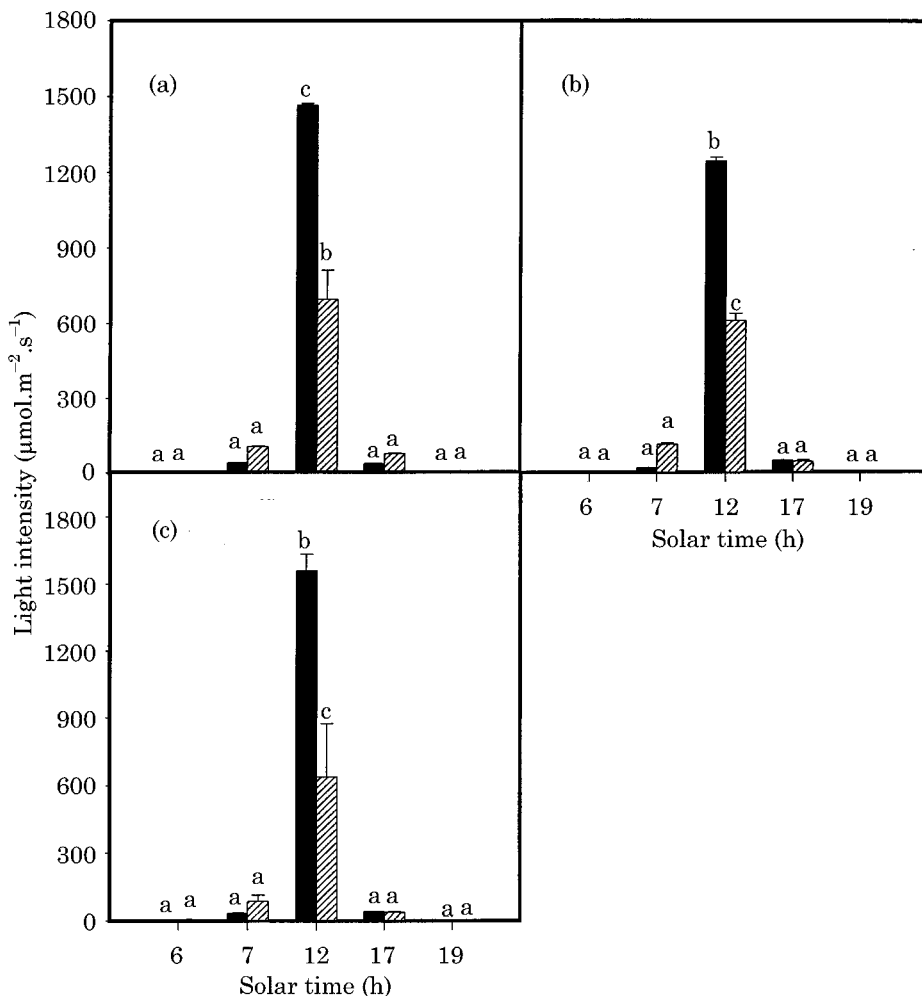 Light intensity (μmol.m⁻².s⁻¹)
1800
1500
1200
900
600
300
0
(a)
c
b
a a a a a a a a
(b)
b
c
a a a a a a a a
6 7 12 17 19
Solar time (h)
1800
1500
1200
900
600
300
0
(c)
b
c
a a a a a a a a
6 7 12 17 19
Solar time (h)